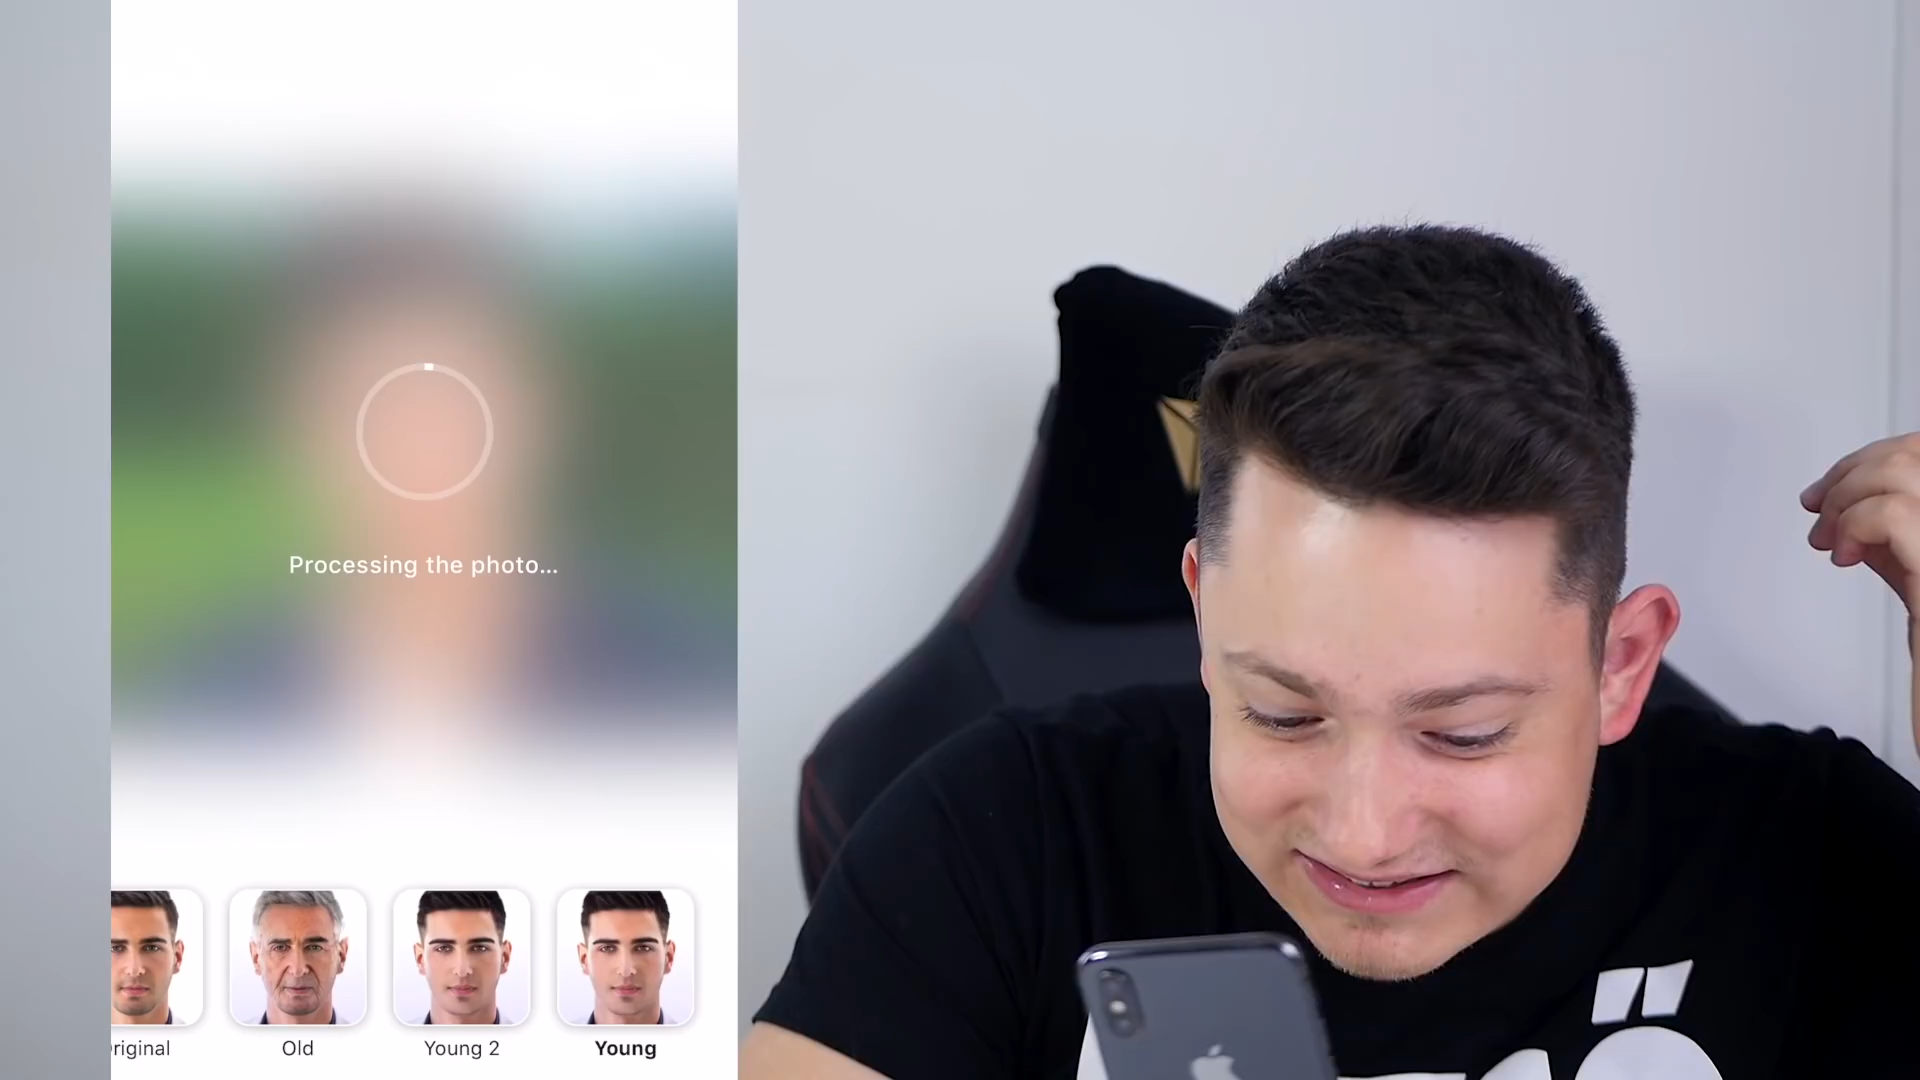 Processing the photo...
riginal
Old
Young 2
Young